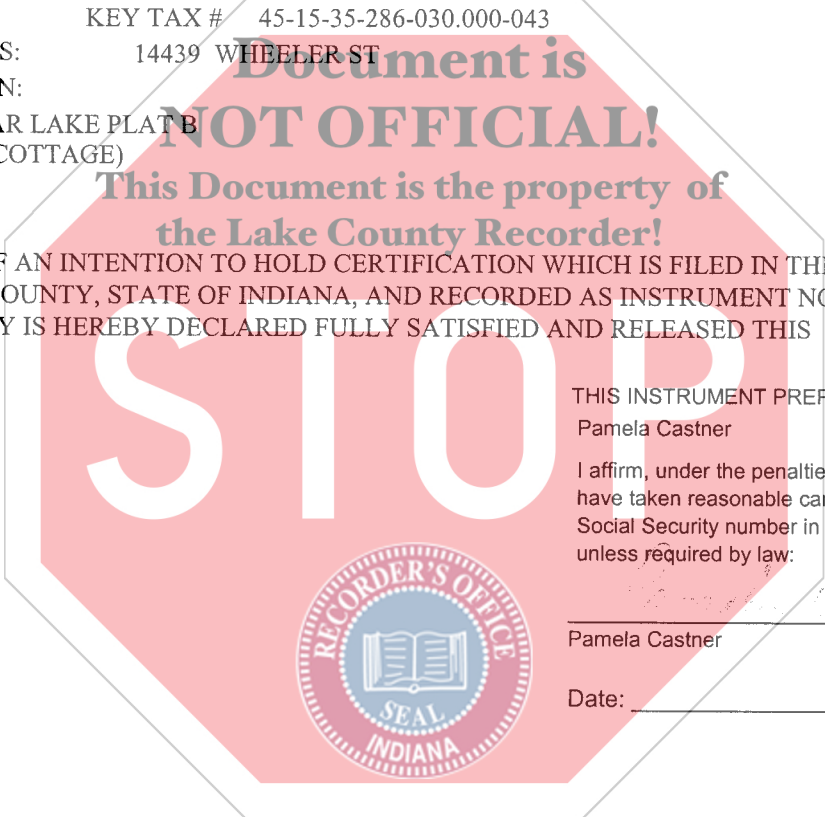 KEY TAX # 45-15-35-286-030.000-043
S: 14439 WHEELER ST
N:
AR LAKE PLAT B
COTTAGE)
Document is
NOT OFFICIAL!
This Document is the property of
the Lake County Recorder!
F AN INTENTION TO HOLD CERTIFICATION WHICH IS FILED IN THE
OUNTY, STATE OF INDIANA, AND RECORDED AS INSTRUMENT NO
Y IS HEREBY DECLARED FULLY SATISFIED AND RELEASED THIS
STOP
THIS INSTRUMENT PREP
Pamela Castner
I affirm, under the penaltie
have taken reasonable car
Social Security number in
unless required by law:
Pamela Castner
Date:
RECORDER'S OFFICE
SEAL
INDIANA